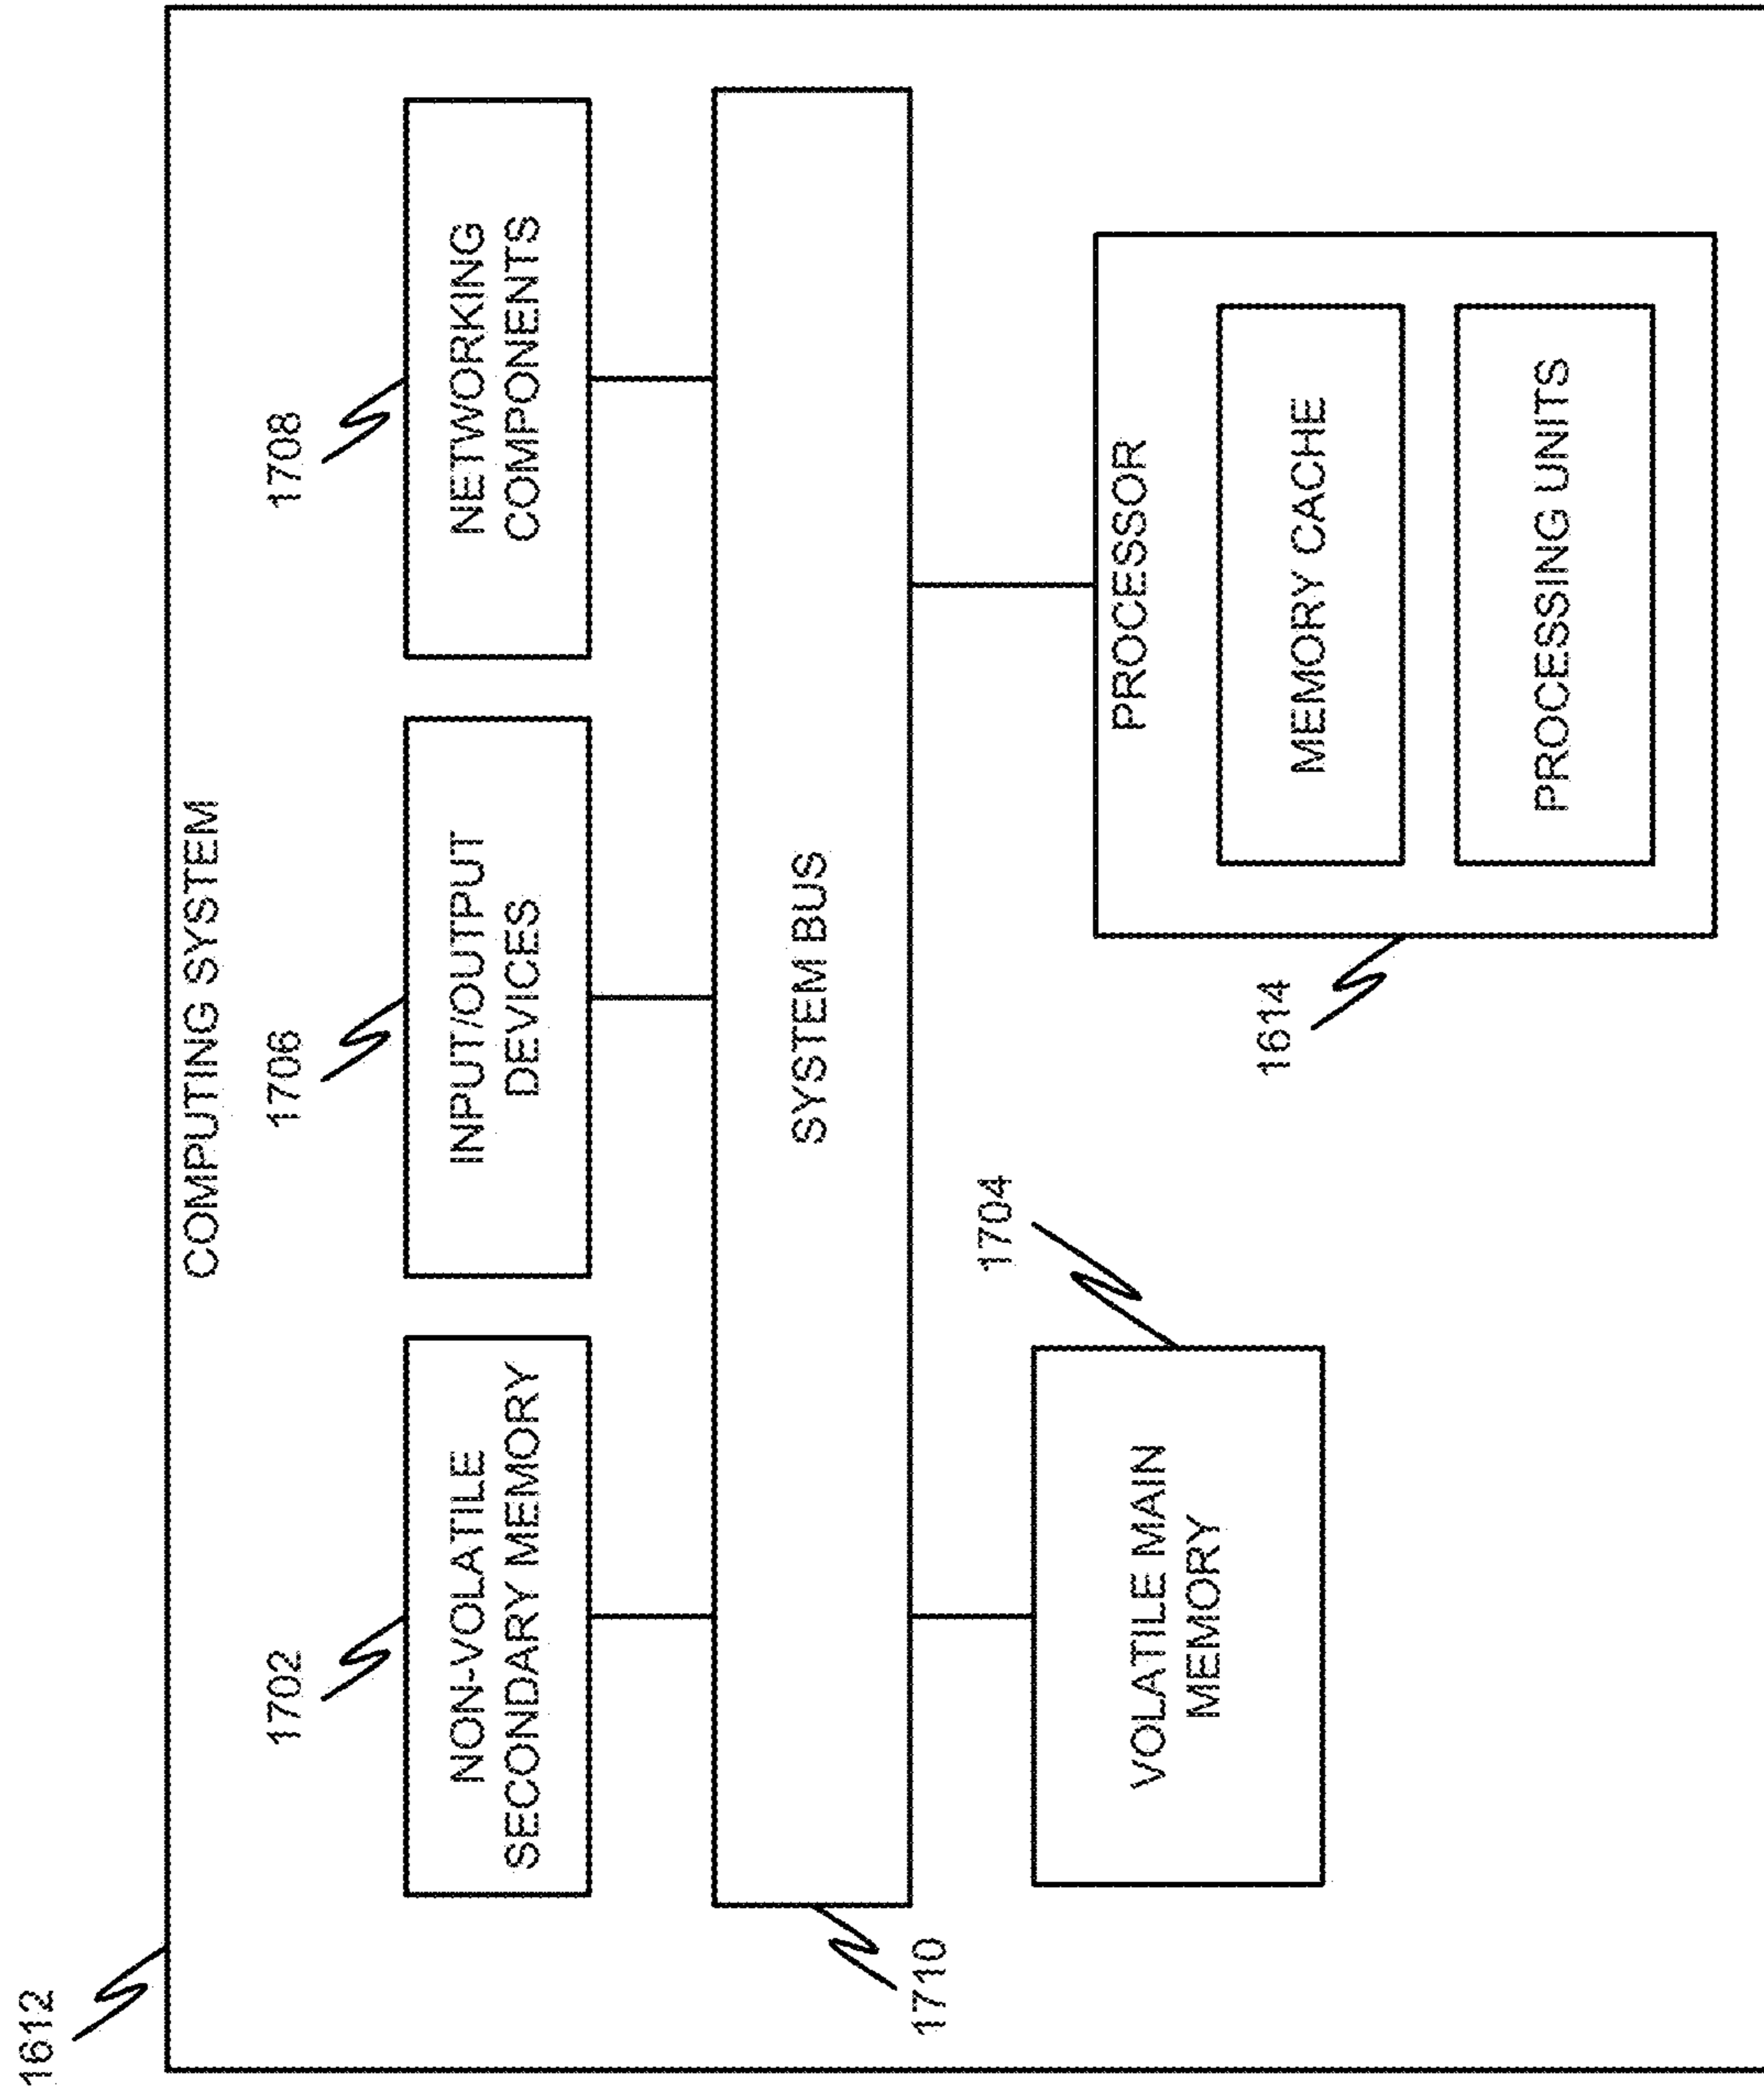 1612
COMPUTING SYSTEM
1702
1706
1708
NON-VOLATILE
SECONDARY MEMORY
INPUT/OUTPUT
DEVICES
NETWORKING
COMPONENTS
SYSTEM BUS
1710
1704
VOLATILE MAIN
MEMORY
1614
PROCESSOR
MEMORY CACHE
PROCESSING UNITS